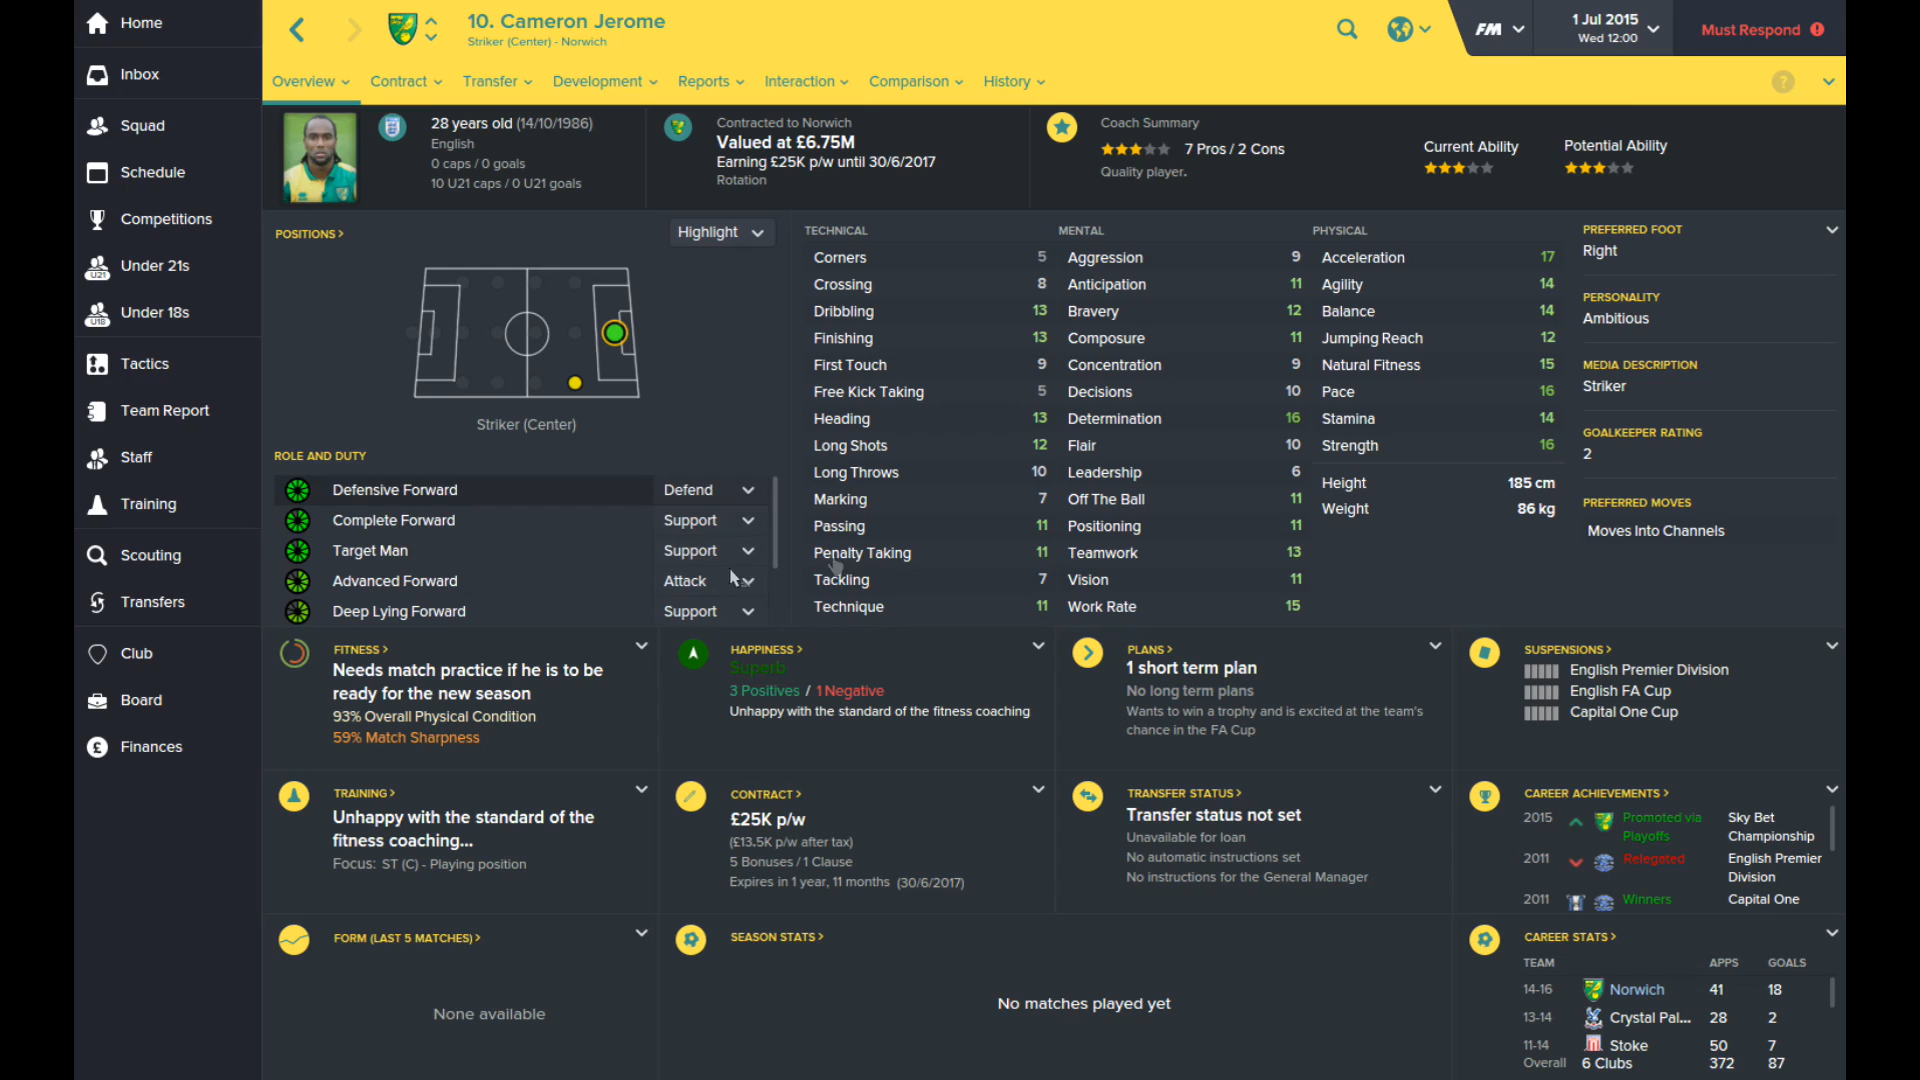 Home
Inbox
Squad
Schedule
Competitions
U21
Under 21s
U18
Under 18s
Tactics
Team Report
Staff
Training
Scouting
Transfers
Club
Board
£ Finances
10. Cameron Jerome
Striker (Center) - Norwich
FM
1 Jul 2015
Wed 12:00
Must Respond
Overview Contract Transfer Development Reports Interaction Comparison History
?
28 years old (14/10/1986)
English
0 caps / 0 goals
10 U21 caps / 0 U21 goals
Contracted to Norwich
Valued at £6.75M
Earning £25K p/w until 30/6/2017
Rotation
Coach Summary
7 Pros / 2 Cons
Quality player.
Current Ability
Potential Ability
POSITIONS >
Highlight
Striker (Center)
ROLE AND DUTY
Defensive Forward Defend
Complete Forward Support
Target Man Support
Advanced Forward Attack
Deep Lying Forward Support
TECHNICAL
Corners 5
Crossing 8
Dribbling 13
Finishing 13
First Touch 9
Free Kick Taking 5
Heading 13
Long Shots 12
Long Throws 10
Marking 7
Passing 11
Penalty Taking 11
Tackling 7
Technique 11
MENTAL
Aggression 9
Anticipation 11
Bravery 12
Composure 11
Concentration 9
Decisions 10
Determination 16
Flair 10
Leadership 6
Off The Ball 11
Positioning 11
Teamwork 13
Vision 11
Work Rate 15
PHYSICAL
Acceleration 17
Agility 14
Balance 14
Jumping Reach 12
Natural Fitness 15
Pace 16
Stamina 14
Strength 16
Height 185 cm
Weight 86 kg
PREFERRED FOOT
Right
PERSONALITY
Ambitious
MEDIA DESCRIPTION
Striker
GOALKEEPER RATING
2
PREFERRED MOVES
Moves Into Channels
FITNESS >
Needs match practice if he is to be
ready for the new season
93% Overall Physical Condition
59% Match Sharpness
HAPPINESS >
Superb
3 Positives / 1 Negative
Unhappy with the standard of the fitness coaching
PLANS >
1 short term plan
No long term plans
Wants to win a trophy and is excited at the team's
chance in the FA Cup
SUSPENSIONS >
English Premier Division
English FA Cup
Capital One Cup
TRAINING >
Unhappy with the standard of the
fitness coaching...
Focus: ST (C) - Playing position
CONTRACT >
£25K p/w
(£13.5K p/w after tax)
5 Bonuses / 1 Clause
Expires in 1 year, 11 months (30/6/2017)
TRANSFER STATUS >
Transfer status not set
Unavailable for loan
No automatic instructions set
No instructions for the General Manager
CAREER ACHIEVEMENTS >
2015 Promoted via Sky Bet
Playoffs Championship
2011 Relegated English Premier
Division
2011 Winners Capital One
FORM (LAST 5 MATCHES) >
None available
SEASON STATS >
No matches played yet
CAREER STATS >
TEAM APPS GOALS
14-16 Norwich 41 18
13-14 Crystal Pal... 28 2
11-14 Stoke 50 7
Overall 6 Clubs 372 87